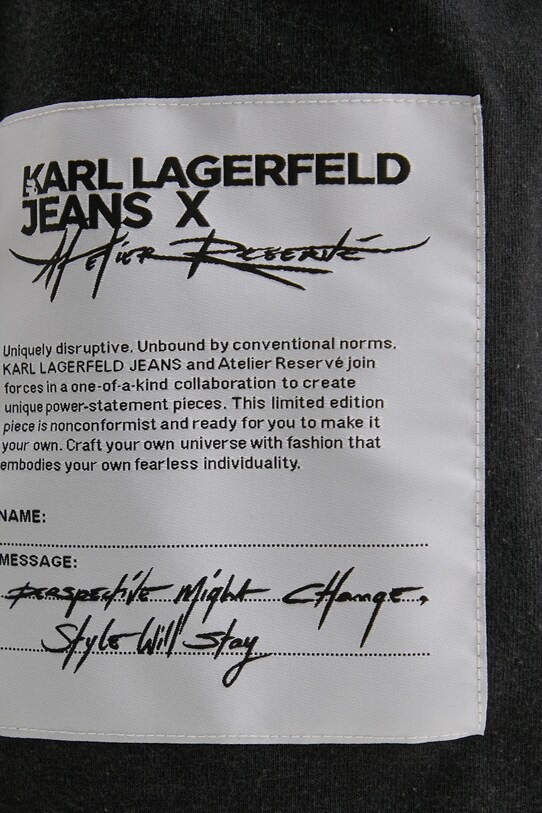 KARL LAGERFELD
JEANS X
Atelier Reservé
Uniquely disruptive. Unbound by conventional norms.
KARL LAGERFELD JEANS and Atelier Reservé join
forces in a one-of-a-kind collaboration to create
unique power-statement pieces. This limited edition
piece is nonconformist and ready for you to make it
your own. Craft your own universe with fashion that
embodies your own fearless individuality.
NAME:
MESSAGE:
Perspective Might Change,
Style Will Stay